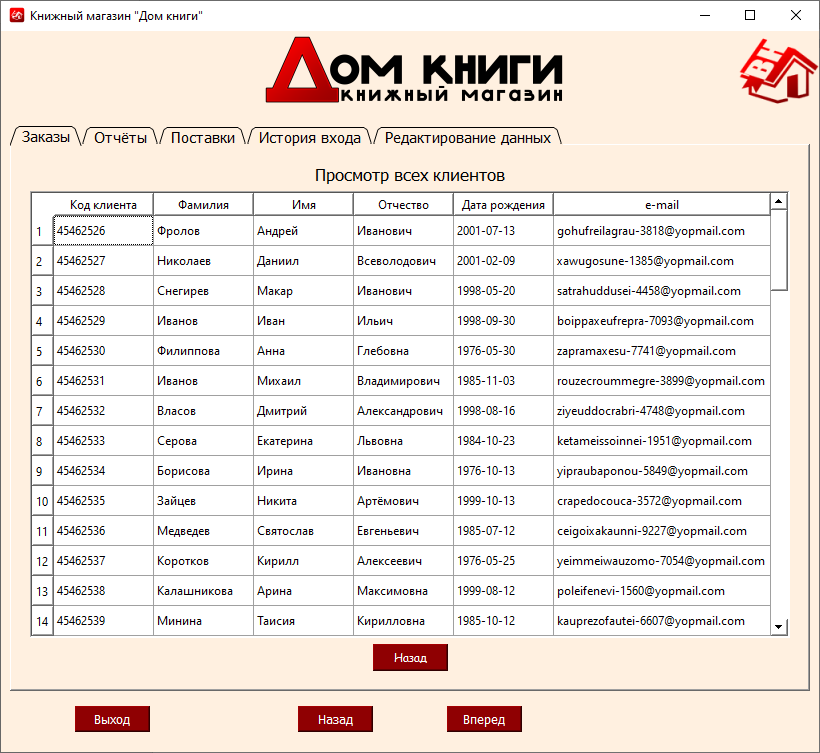 Книжный магазин "Дом книги"
Дом книги
книжный магазин
Заказы Отчёты Поставки История входа Редактирование данных
Просмотр всех клиентов
Код клиента Фамилия Имя Отчество Дата рождения e-mail
1 45462526 Фролов Андрей Иванович 2001-07-13 gohufreilagrau-3818@yopmail.com
2 45462527 Николаев Даниил Всеволодович 2001-02-09 xawugosune-1385@yopmail.com
3 45462528 Снегирев Макар Иванович 1998-05-20 satrahuddusei-4458@yopmail.com
4 45462529 Иванов Иван Ильич 1998-09-30 boippaxeufrepra-7093@yopmail.com
5 45462530 Филиппова Анна Глебовна 1976-05-30 zapramaxesu-7741@yopmail.com
6 45462531 Иванов Михаил Владимирович 1985-11-03 rouzecroummegre-3899@yopmail.com
7 45462532 Власов Дмитрий Александрович 1998-08-16 ziyeuddocrabri-4748@yopmail.com
8 45462533 Серова Екатерина Львовна 1984-10-23 ketameissoinnei-1951@yopmail.com
9 45462534 Борисова Ирина Ивановна 1976-10-13 yipraubaponou-5849@yopmail.com
10 45462535 Зайцев Никита Артёмович 1999-10-13 crapedocouca-3572@yopmail.com
11 45462536 Медведев Святослав Евгеньевич 1985-07-12 ceigoixakaunni-9227@yopmail.com
12 45462537 Коротков Кирилл Алексеевич 1976-05-25 yeimmeiwauzomo-7054@yopmail.com
13 45462538 Калашникова Арина Максимовна 1999-08-12 poleifenevi-1560@yopmail.com
14 45462539 Минина Таисия Кирилловна 1985-10-12 kauprezofautei-6607@yopmail.com
Назад
Выход Назад Вперед